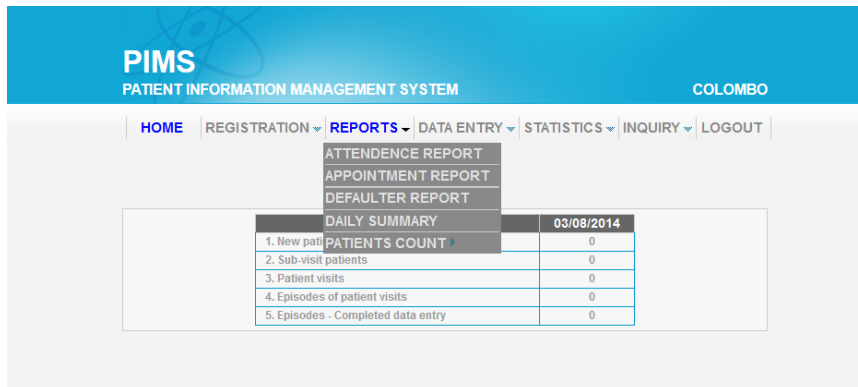 PIMS
PATIENT INFORMATION MANAGEMENT SYSTEM COLOMBO
HOME REGISTRATION REPORTS DATA ENTRY STATISTICS INQUIRY LOGOUT
ATTENDENCE REPORT
APPOINTMENT REPORT
DEFAULTER REPORT
DAILY SUMMARY
PATIENTS COUNT
03/08/2014
1. New pati 0
2. Sub-visit patients 0
3. Patient visits 0
4. Episodes of patient visits 0
5. Episodes - Completed data entry 0